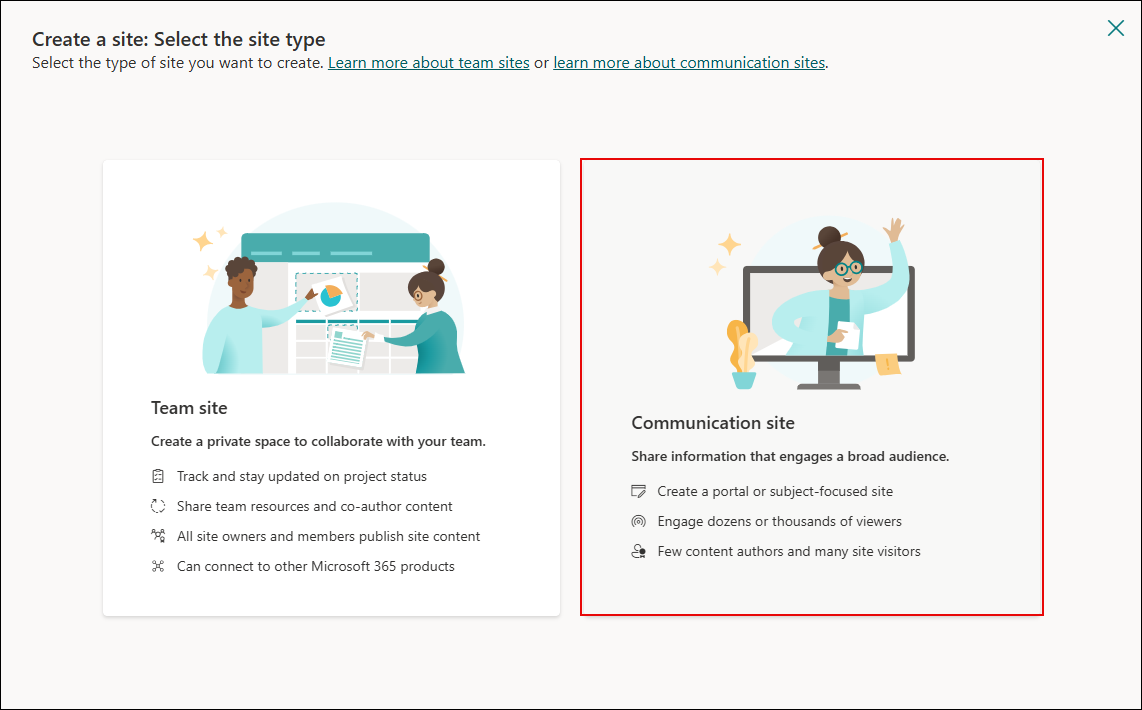 Create a site: Select the site type
Select the type of site you want to create. Learn more about team sites or learn more about communication sites.
Team site
Create a private space to collaborate with your team.
Track and stay updated on project status
Share team resources and co-author content
All site owners and members publish site content
Can connect to other Microsoft 365 products
Communication site
Share information that engages a broad audience.
Create a portal or subject-focused site
Engage dozens or thousands of viewers
Few content authors and many site visitors